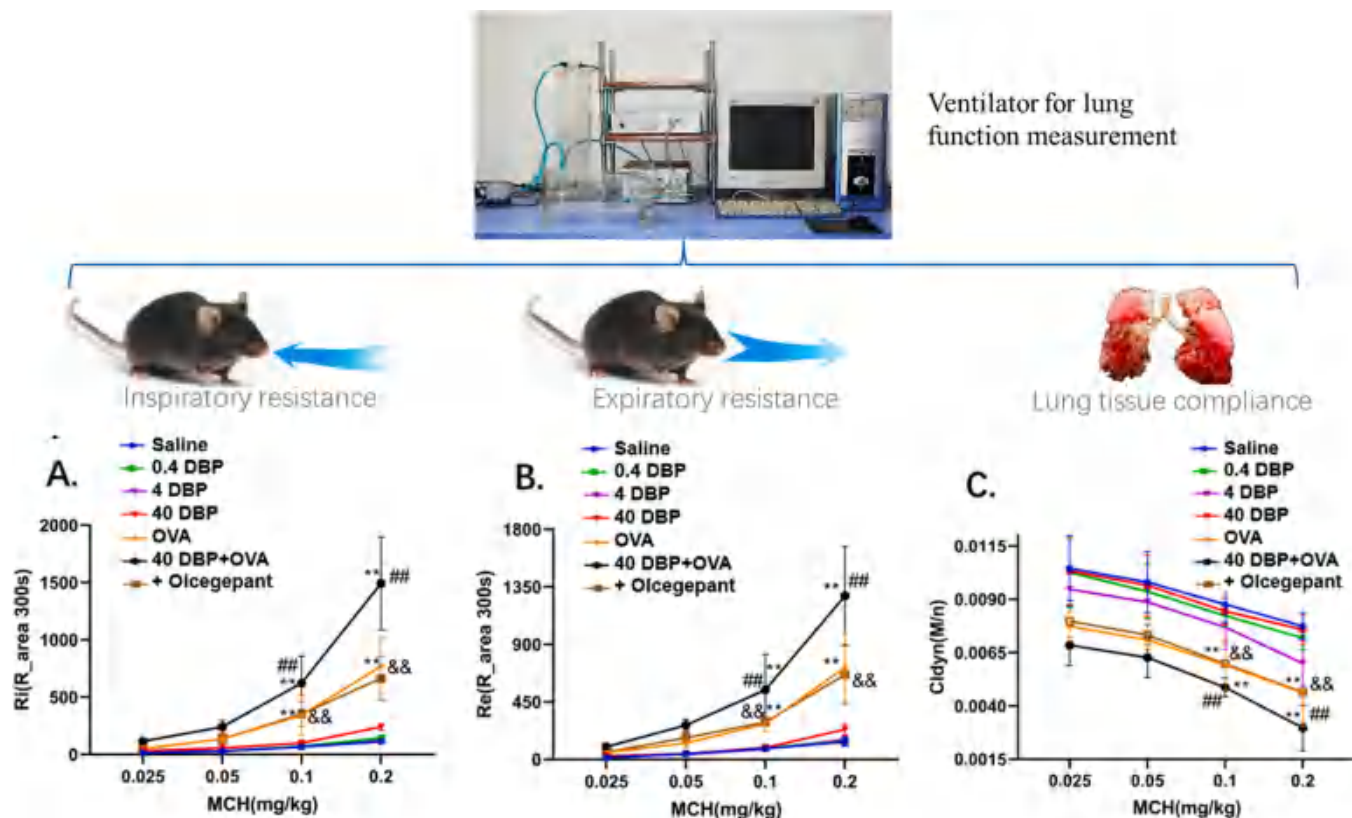 Ventilator for lung
function measurement
Inspiratory resistance
Expiratory resistance
Lung tissue compliance
A.
Saline
0.4 DBP
4 DBP
40 DBP
OVA
40 DBP+OVA
+ Olcegepant
Ri(R_area 300s)
2000
1500
1000
500
0
** ##
##
**
** &&
** &&
0.025 0.05 0.1 0.2
MCH(mg/kg)
B.
Saline
0.4 DBP
4 DBP
40 DBP
OVA
40 DBP+OVA
+ Olcegepant
Re(R_area 300s)
1800
1350
900
450
0
** ##
**
##
** &&
&& **
0.025 0.05 0.1 0.2
MCH(mg/kg)
C.
Saline
0.4 DBP
4 DBP
40 DBP
OVA
40 DBP+OVA
+ Olcegepant
Cldyn(M/n)
0.0115
0.0090
0.0065
0.0040
0.0015
** &&
** &&
## **
** ##
0.025 0.05 0.1 0.2
MCH(mg/kg)